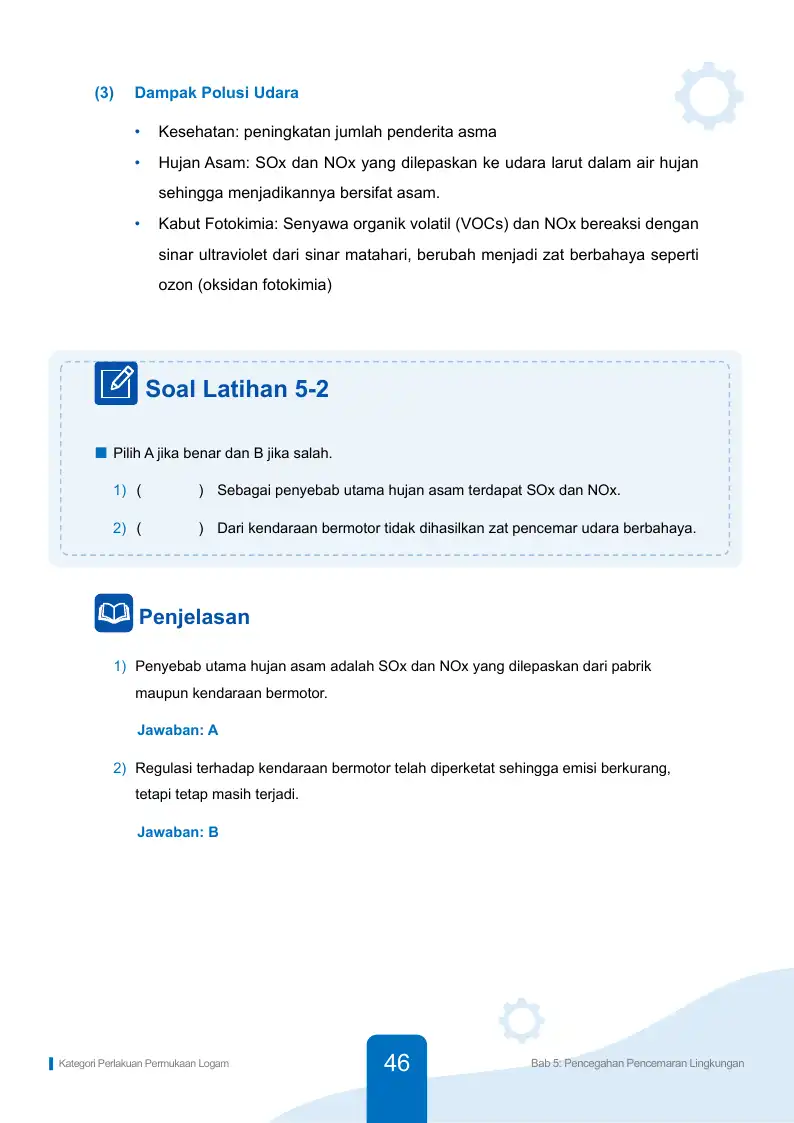 (3) Dampak Polusi Udara
• Kesehatan: peningkatan jumlah penderita asma
• Hujan Asam: SOx dan NOx yang dilepaskan ke udara larut dalam air hujan
sehingga menjadikannya bersifat asam.
• Kabut Fotokimia: Senyawa organik volatil (VOCs) dan NOx bereaksi dengan
sinar ultraviolet dari sinar matahari, berubah menjadi zat berbahaya seperti
ozon (oksidan fotokimia)
Soal Latihan 5-2
■ Pilih A jika benar dan B jika salah.
1) ( ) Sebagai penyebab utama hujan asam terdapat SOx dan NOx.
2) ( ) Dari kendaraan bermotor tidak dihasilkan zat pencemar udara berbahaya.
Penjelasan
1) Penyebab utama hujan asam adalah SOx dan NOx yang dilepaskan dari pabrik
maupun kendaraan bermotor.
Jawaban: A
2) Regulasi terhadap kendaraan bermotor telah diperketat sehingga emisi berkurang,
tetapi tetap masih terjadi.
Jawaban: B
Kategori Perlakuan Permukaan Logam
46
Bab 5: Pencegahan Pencemaran Lingkungan